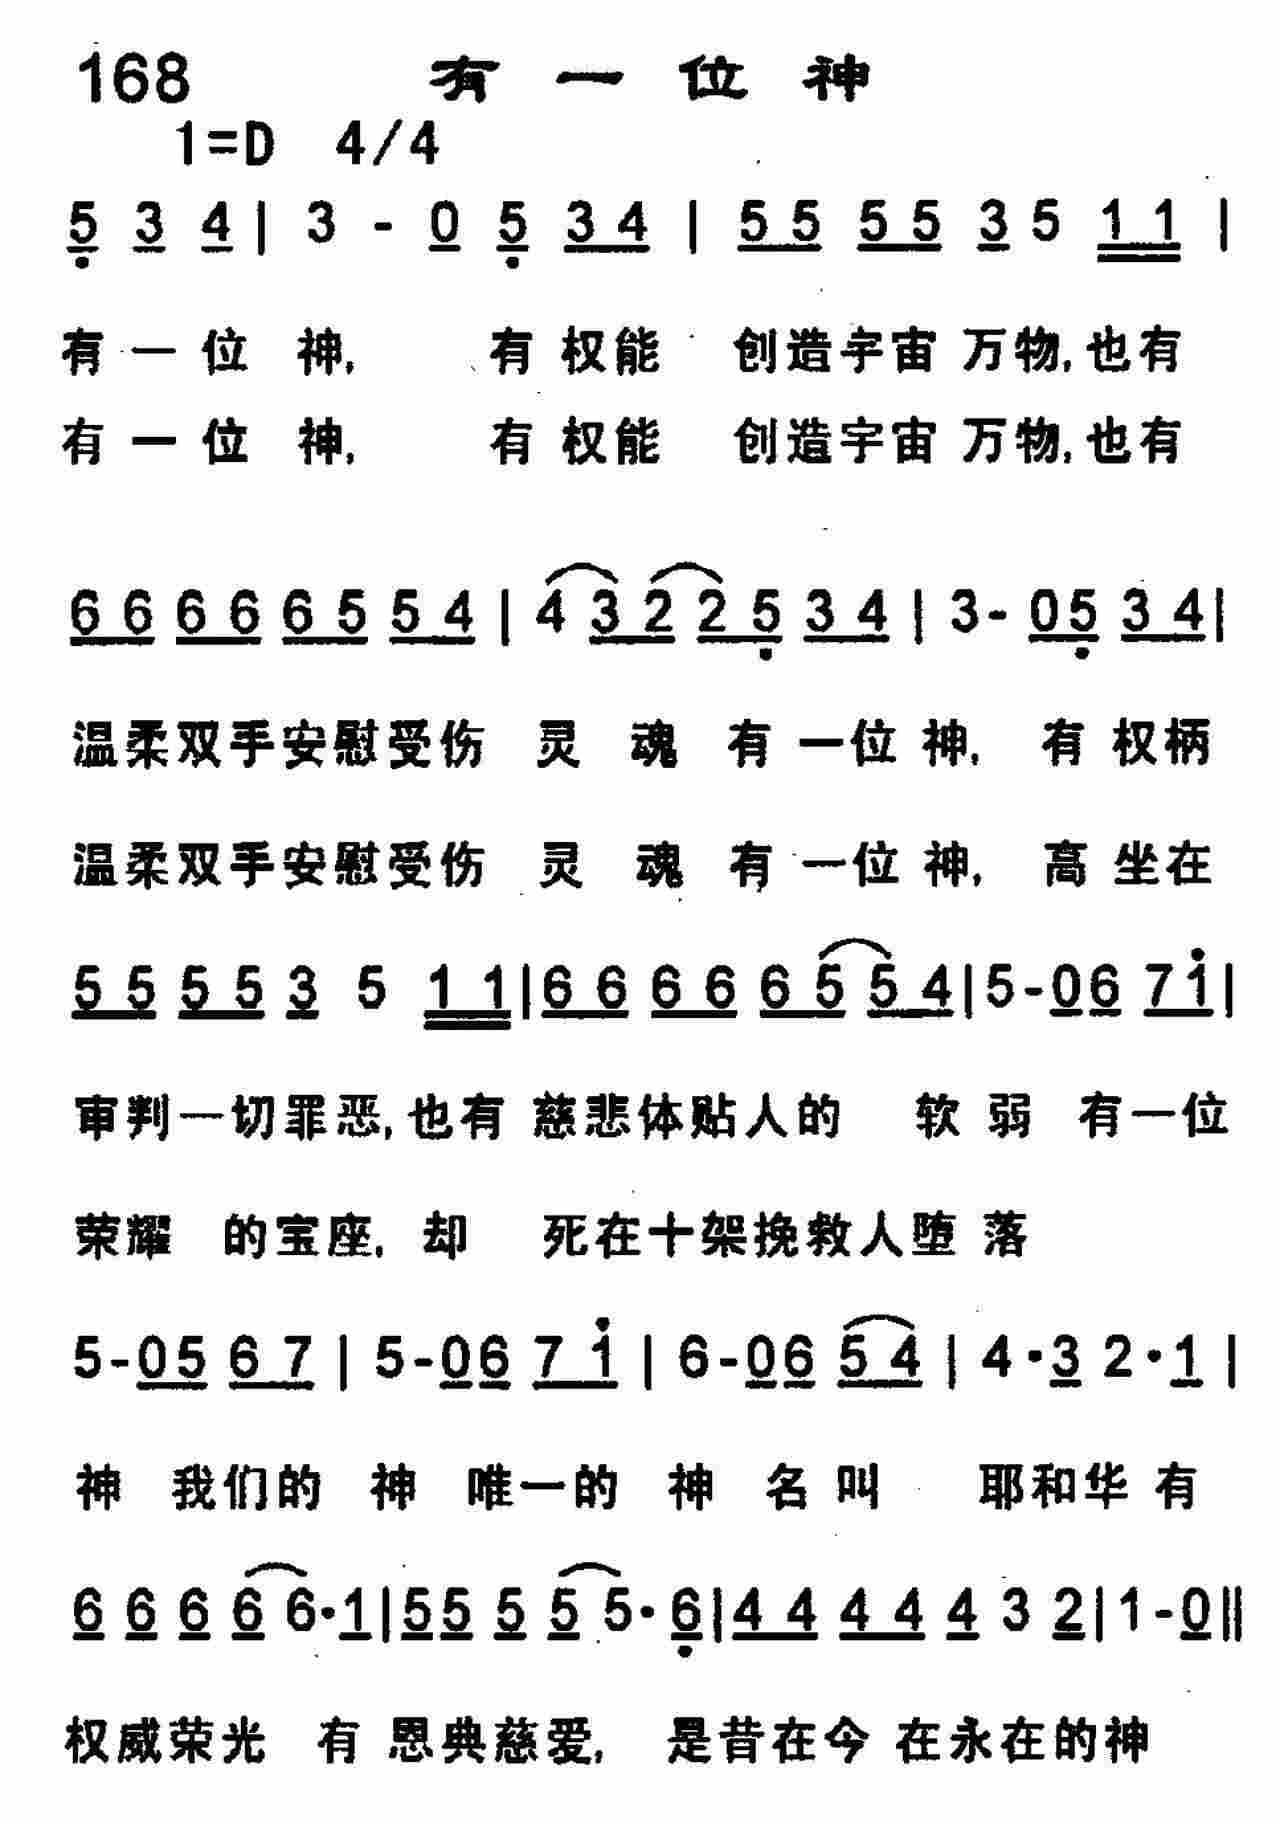 168 有一位神
1=D 4/4
5 3 4 | 3 - 0 5 3 4 | 5 5 5 5 3 5 1 1 |
有一位 神, 有权能 创造宇宙万物,也有
有一位 神, 有权能 创造宇宙万物,也有
6 6 6 6 6 5 5 4 | 4 3 2 2 5 3 4 | 3 - 0 5 3 4 |
温柔双手安慰受伤 灵 魂 有一位神, 有权柄
温柔双手安慰受伤 灵 魂 有一位神, 高坐在
5 5 5 5 3 5 1 1 | 6 6 6 6 6 5 5 4 | 5 - 0 6 7 1 |
审判一切罪恶,也有 慈悲体贴人的 软弱 有一位
荣耀 的宝座, 却 死在十架挽救人堕落
5 - 0 5 6 7 | 5 - 0 6 7 1 | 6 - 0 6 5 4 | 4 · 3 2 · 1 |
神 我们的 神 唯一的 神 名叫 耶和华有
6 6 6 6 6 · 1 | 5 5 5 5 5 · 6 | 4 4 4 4 4 3 2 | 1 - 0 ‖
权威荣光 有 恩典慈爱, 是昔在今 在永在的神